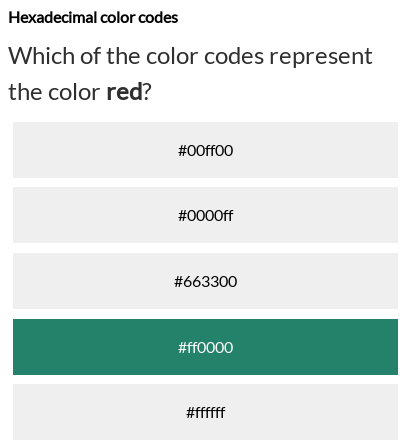 Hexadecimal color codes
Which of the color codes represent
the color red?
#00ff00
#0000ff
#663300
#ff0000
#ffffff